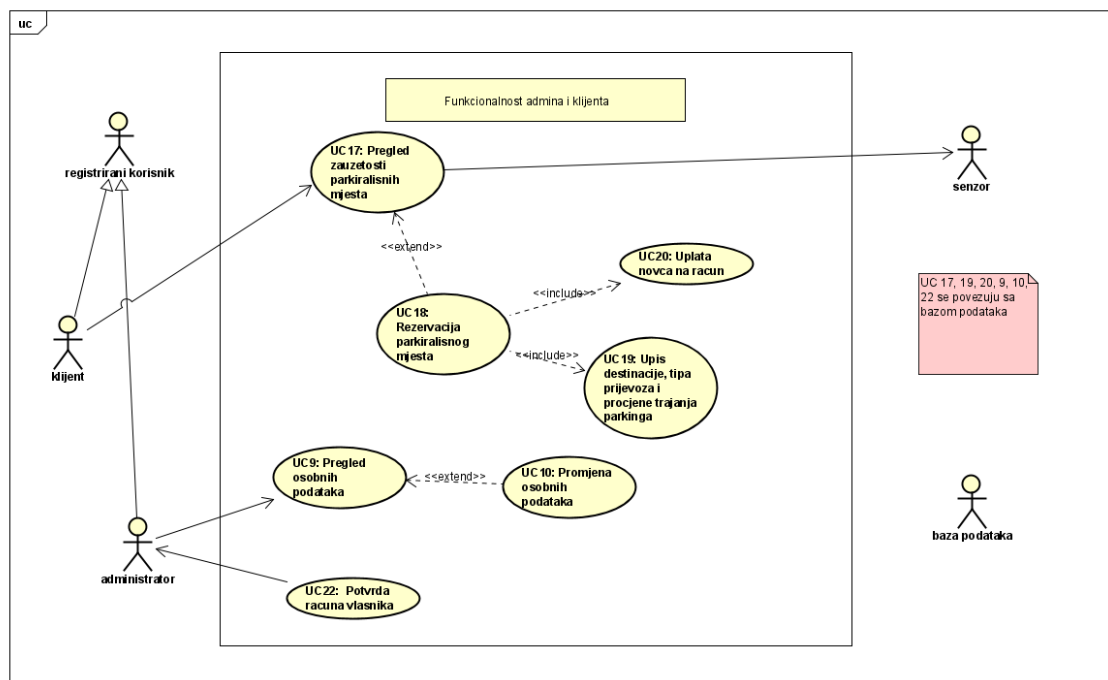 uc
Funkcionalnost admina i klijenta
registrirani korisnik
UC17: Pregled
zauzetosti
parkiralisnih
mjesta
senzor
<<extend>>
UC20: Uplata
novca na racun
<<include>>
UC 17, 19, 20, 9, 10,
22 se povezuju sa
bazom podataka
UC18:
Rezervacija
parkiralisnog
mjesta
<<include>>
UC19: Upis
destinacije, tipa
prijevoza i
procjene trajanja
parkinga
klijent
UC9: Pregled
osobnih
podataka
<<extend>>
UC10: Promjena
osobnih
podataka
baza podataka
administrator
UC22: Potvrda
racuna vlasnika